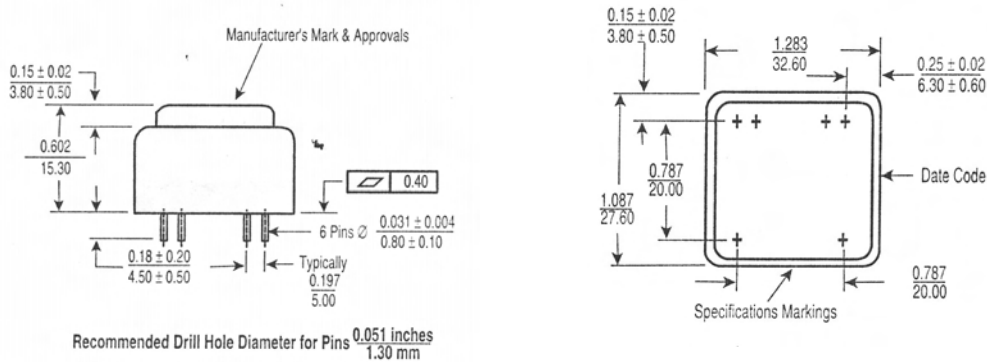 Manufacturer's Mark & Approvals
0.15 ± 0.02
3.80 ± 0.50
0.602
15.30
0.40
6 Pins Ø 0.031 ± 0.004
0.80 ± 0.10
0.18 ± 0.20
4.50 ± 0.50
Typically
0.197
5.00
Recommended Drill Hole Diameter for Pins 0.051 inches
1.30 mm
0.15 ± 0.02
3.80 ± 0.50
1.283
32.60
0.25 ± 0.02
6.30 ± 0.60
0.787
20.00
1.087
27.60
Date Code
0.787
20.00
Specifications Markings